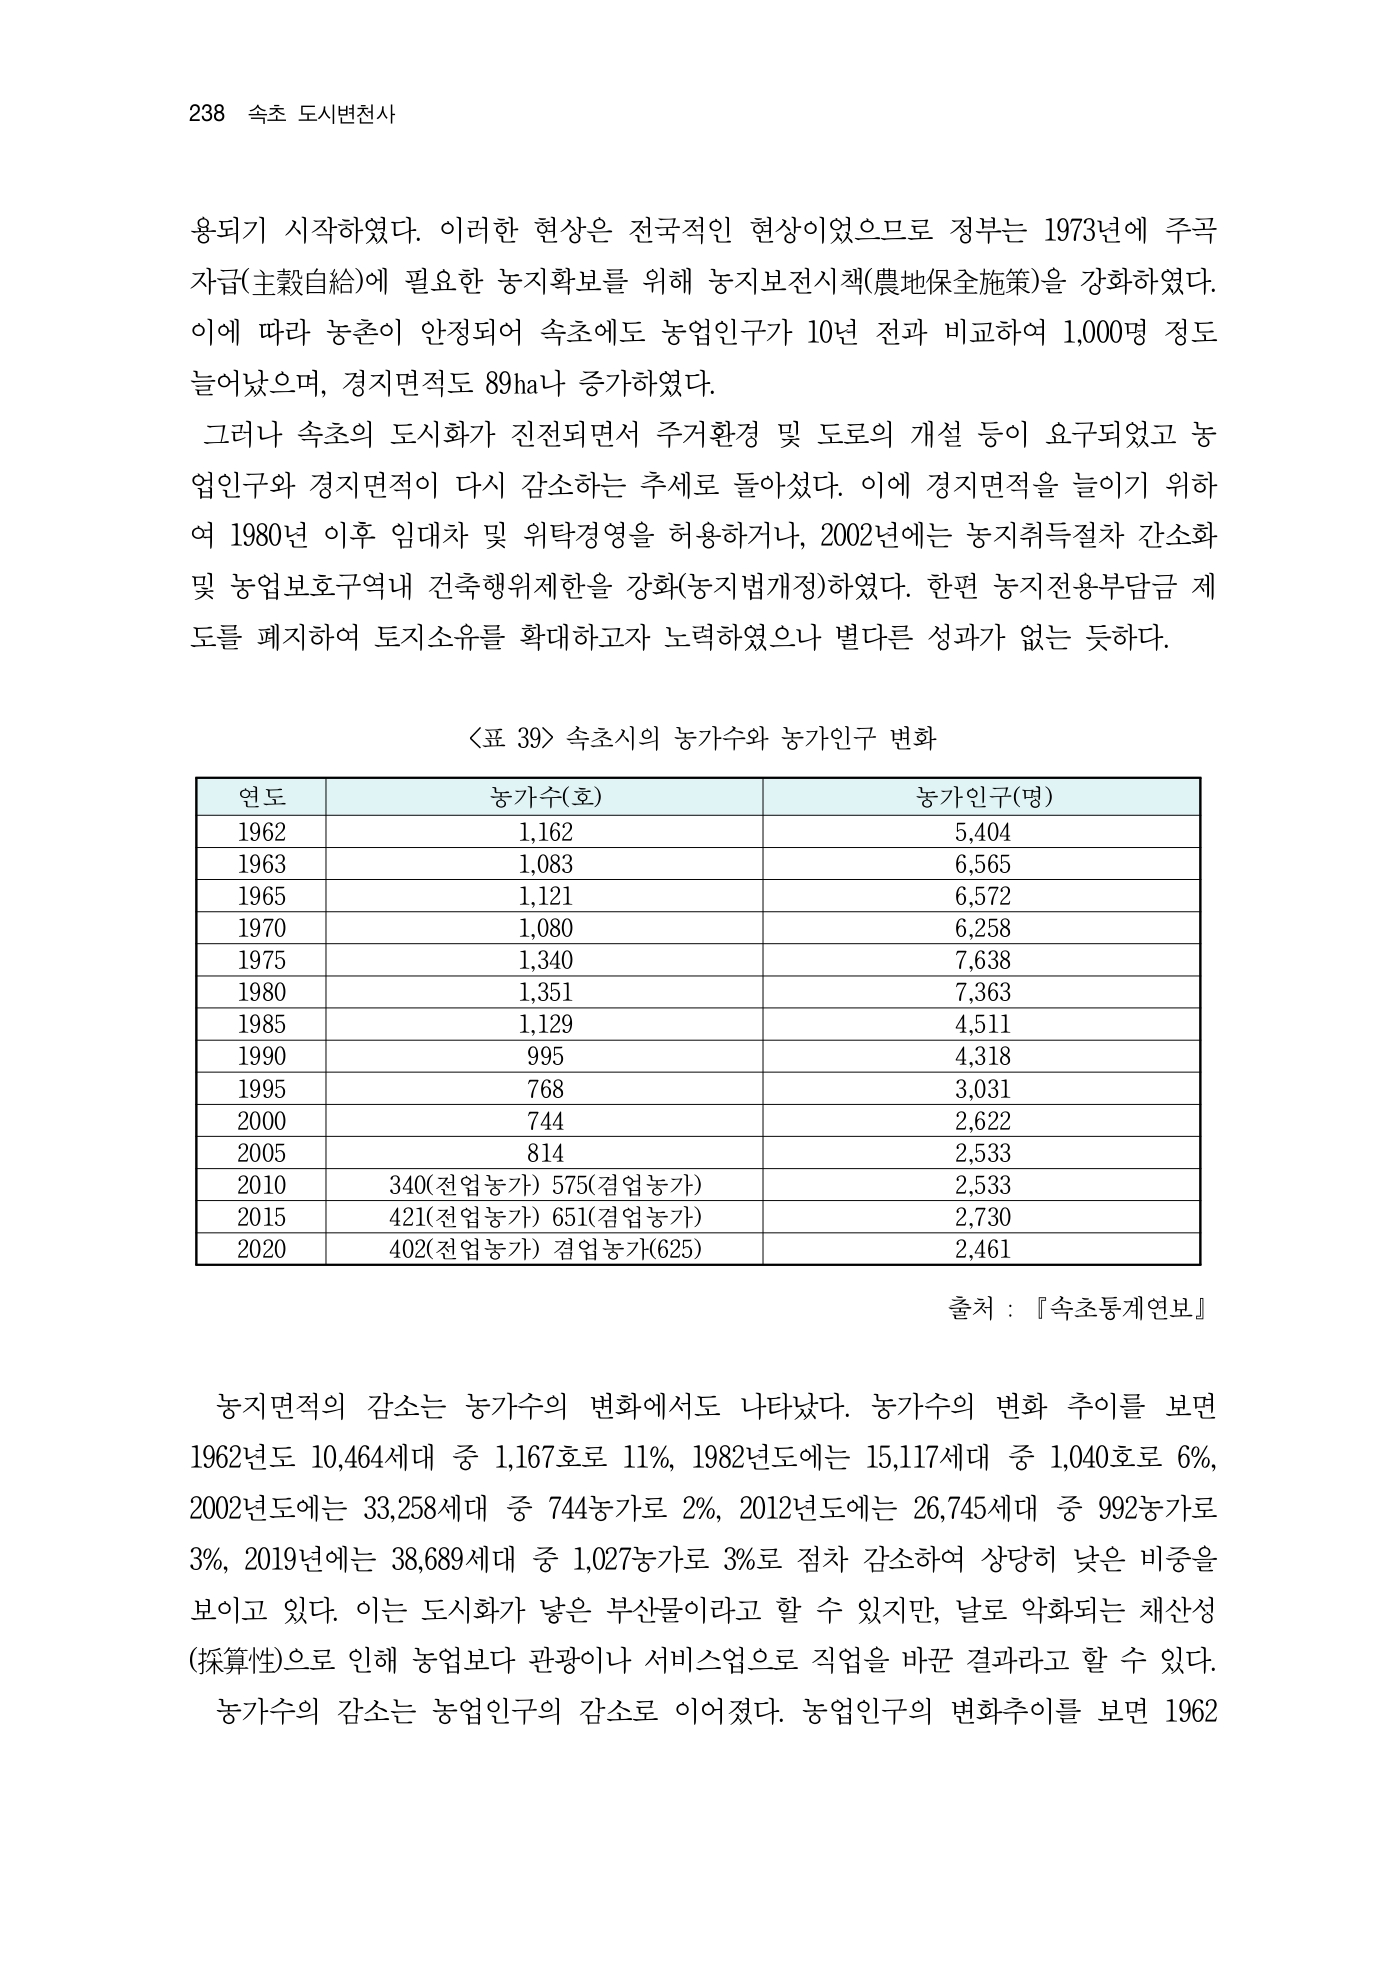 238 속초 도시변천사
용되기 시작하였다. 이러한 현상은 전국적인 현상이었으므로 정부는 1973년에 주곡
자급(主穀自給)에 필요한 농지확보를 위해 농지보전시책(農地保全施策)을 강화하였다.
이에 따라 농촌이 안정되어 속초에도 농업인구가 10년 전과 비교하여 1,000명 정도
늘어났으며, 경지면적도 89ha나 증가하였다.
그러나 속초의 도시화가 진전되면서 주거환경 및 도로의 개설 등이 요구되었고 농
업인구와 경지면적이 다시 감소하는 추세로 돌아섰다. 이에 경지면적을 늘이기 위하
여 1980년 이후 임대차 및 위탁경영을 허용하거나, 2002년에는 농지취득절차 간소화
및 농업보호구역내 건축행위제한을 강화(농지법개정)하였다. 한편 농지전용부담금 제
도를 폐지하여 토지소유를 확대하고자 노력하였으나 별다른 성과가 없는 듯하다.
<표 39> 속초시의 농가수와 농가인구 변화
연도 농가수(호) 농가인구(명)
1962 1,162 5,404
1963 1,083 6,565
1965 1,121 6,572
1970 1,080 6,258
1975 1,340 7,638
1980 1,351 7,363
1985 1,129 4,511
1990 995 4,318
1995 768 3,031
2000 744 2,622
2005 814 2,533
2010 340(전업농가) 575(겸업농가) 2,533
2015 421(전업농가) 651(겸업농가) 2,730
2020 402(전업농가) 겸업농가(625) 2,461
출처 : 『속초통계연보』
농지면적의 감소는 농가수의 변화에서도 나타났다. 농가수의 변화 추이를 보면
1962년도 10,464세대 중 1,167호로 11%, 1982년도에는 15,117세대 중 1,040호로 6%,
2002년도에는 33,258세대 중 744농가로 2%, 2012년도에는 26,745세대 중 992농가로
3%, 2019년에는 38,689세대 중 1,027농가로 3%로 점차 감소하여 상당히 낮은 비중을
보이고 있다. 이는 도시화가 낳은 부산물이라고 할 수 있지만, 날로 악화되는 채산성
(採算性)으로 인해 농업보다 관광이나 서비스업으로 직업을 바꾼 결과라고 할 수 있다.
농가수의 감소는 농업인구의 감소로 이어졌다. 농업인구의 변화추이를 보면 1962